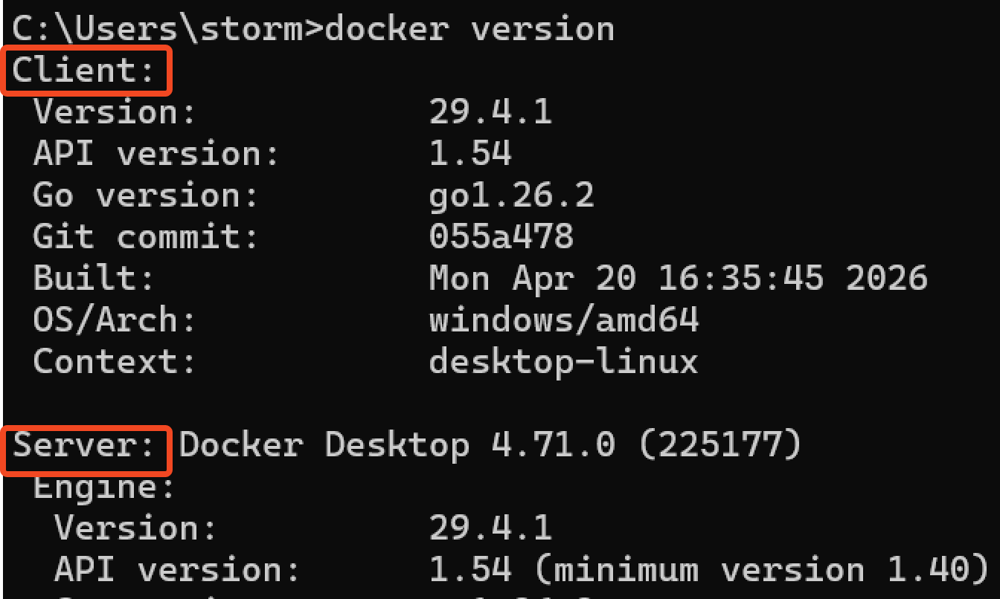 C:\Users\storm>docker version
Client:
Version: 29.4.1
API version: 1.54
Go version: go1.26.2
Git commit: 055a478
Built: Mon Apr 20 16:35:45 2026
OS/Arch: windows/amd64
Context: desktop-linux
Server: Docker Desktop 4.71.0 (225177)
Engine:
Version: 29.4.1
API version: 1.54 (minimum version 1.40)